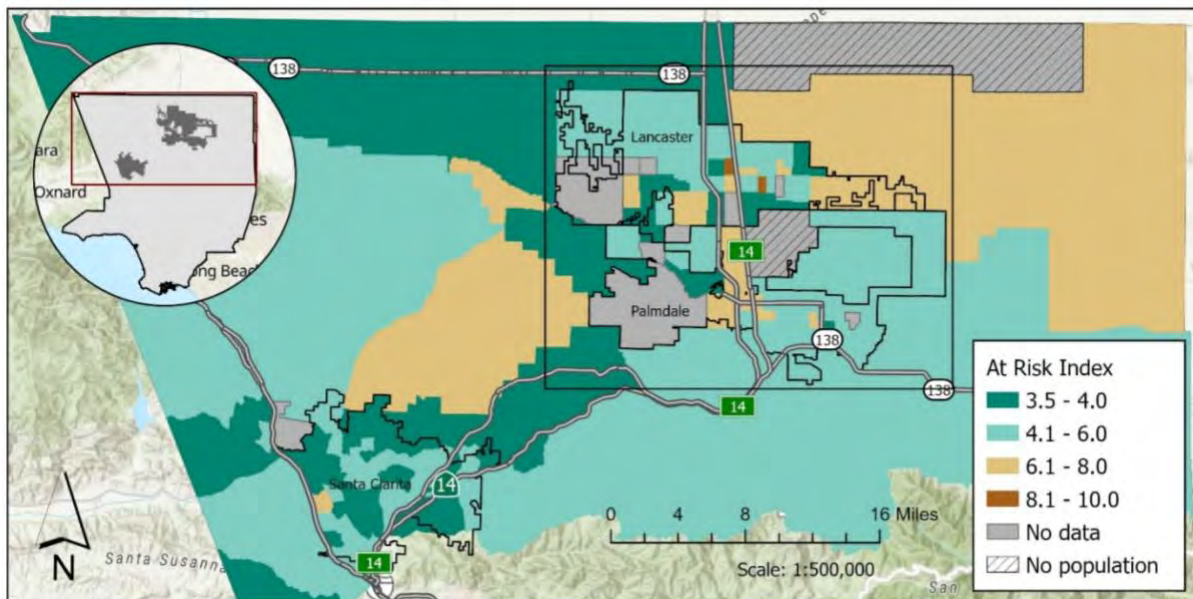 138
138
Lancaster
ara
Oxnard
es
ong Beac
14
Palmdale
138
138
14
At Risk Index
3.5 - 4.0
4.1 - 6.0
6.1 - 8.0
8.1 - 10.0
No data
No population
Santa Clarita
14
0 4 8 16 Miles
Scale: 1:500,000
N
Santa Susanna
14
San